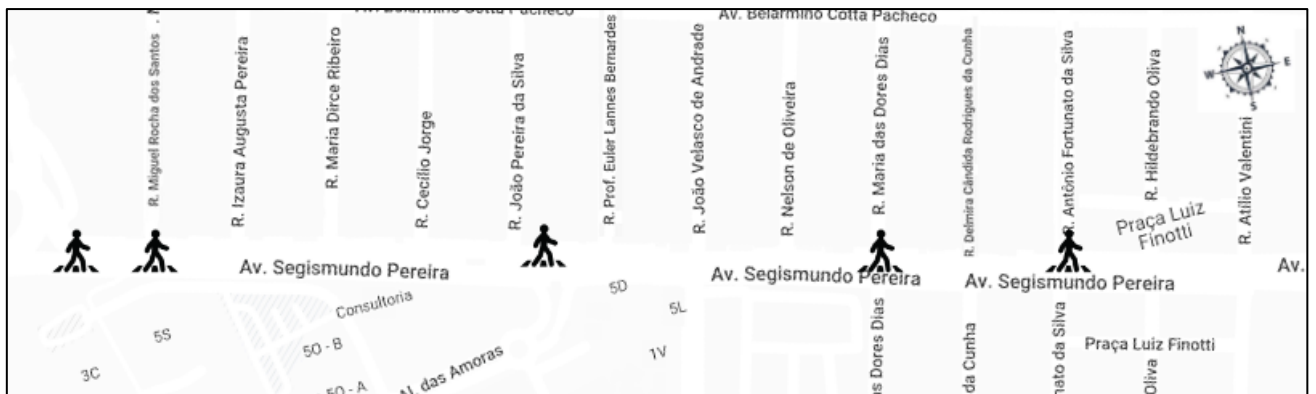 Av. Belarmino Cotta Pacheco
Av. Belarmino Cotta Pacheco
R. Miguel Rocha dos Santos
R. Izaura Augusta Pereira
R. Maria Dirce Ribeiro
R. Cecílio Jorge
R. João Pereira da Silva
R. Prof. Euler Lannes Bernardes
R. João Velasco de Andrade
R. Nelson de Oliveira
R. Maria das Dores Dias
R. Delmira Cândida Rodrigues da Cunha
R. Antônio Fortunato da Silva
R. Hildebrando Oliva
R. Atílio Valentini
N
W
E
S
Praça Luiz
Finotti
Av. Segismundo Pereira
Av. Segismundo Pereira
Av. Segismundo Pereira
Av.
Consultoria
5S
5O - B
3C
5O - A
Al. das Amoras
5D
5L
1V
s Dores Dias
da Cunha
nato da Silva
Praça Luiz Finotti
Oliva